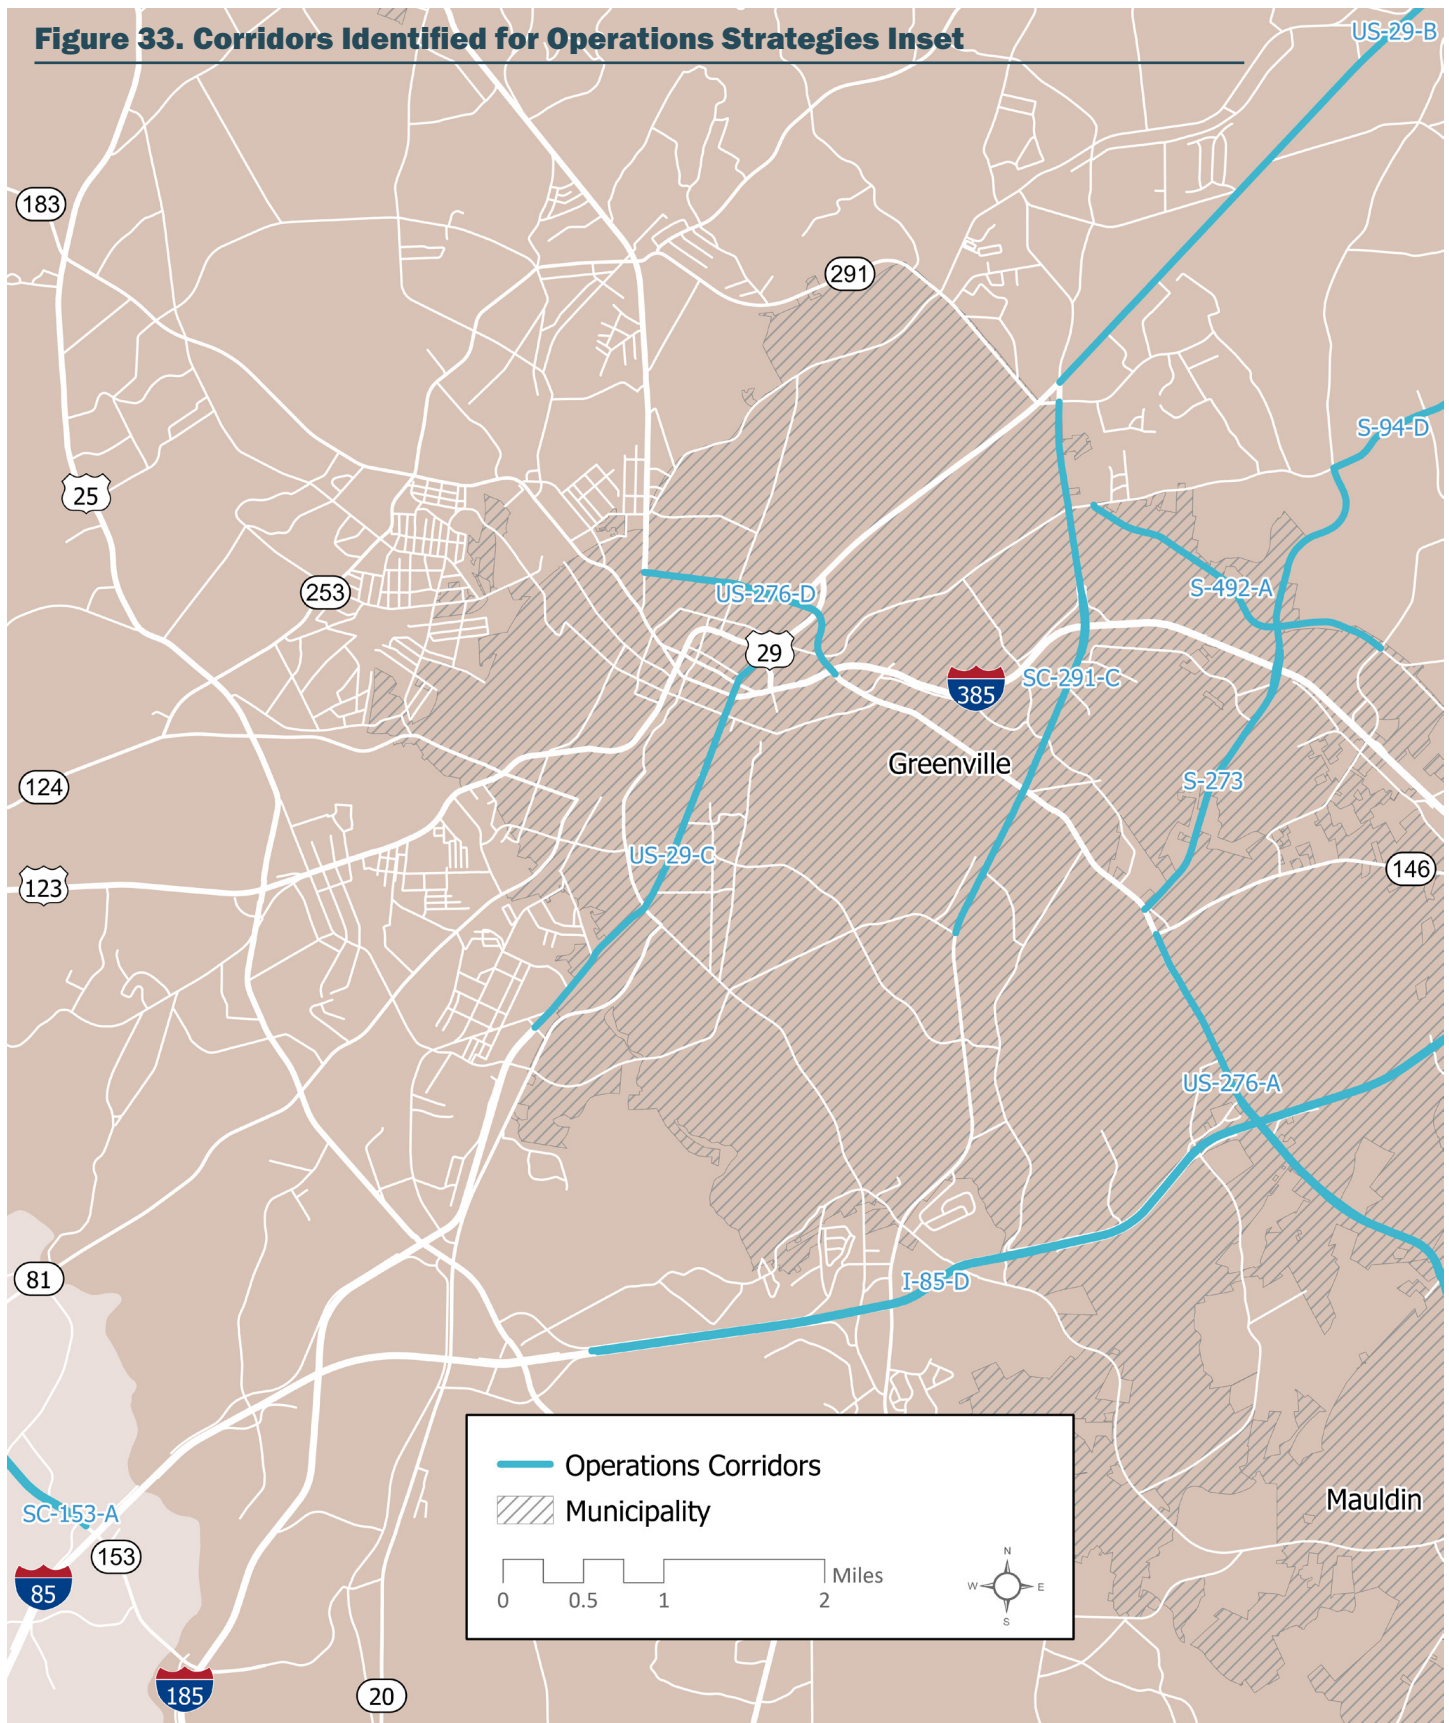 Figure 33. Corridors Identified for Operations Strategies Inset
US-29-B
183
291
S-94-D
25
253
US-276-D
S-492-A
29
385
SC-291-C
Greenville
124
S-273
US-29-C
123
146
US-276-A
81
I-85-D
Operations Corridors
Municipality
Mauldin
SC-153-A
153
85
Miles
0 0.5 1 2
N
W E
S
185
20